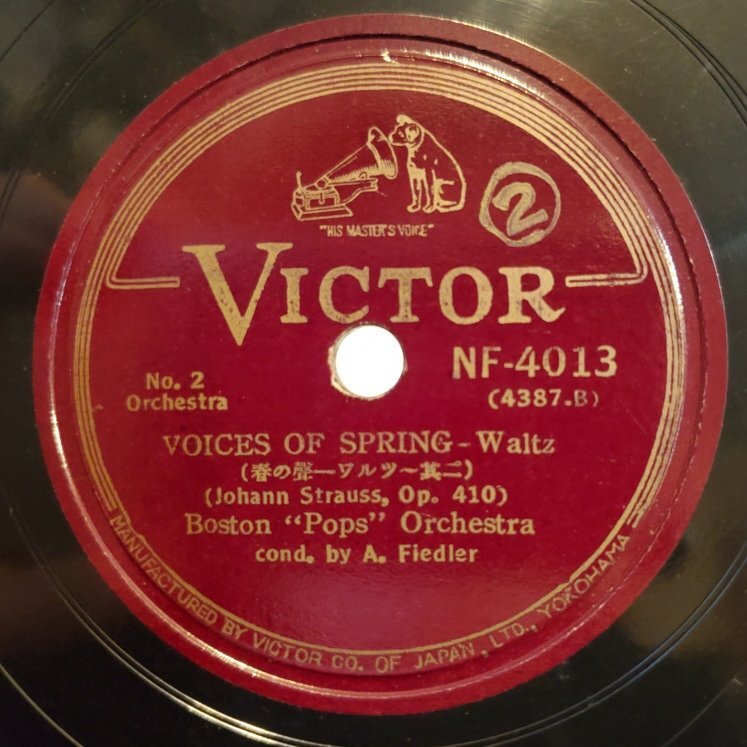 "HIS MASTER'S VOICE"
②
VICTOR
No. 2
Orchestra
NF-4013
(4387.B)
VOICES OF SPRING - Waltz
(春の聲—ワルツ～其二)
(Johann Strauss, Op. 410)
Boston "Pops" Orchestra
cond. by A. Fiedler
MANUFACTURED BY VICTOR CO. OF JAPAN, LTD., YOKOHAMA